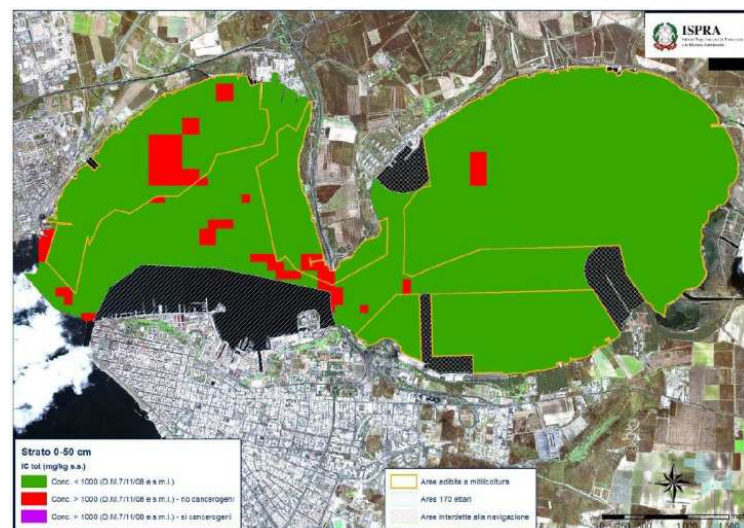 ISPRA
Strato 0-50 cm
IC tot (mg/kg s.s.)
Conc. < 1000 (D.M.7/11/08 e s.m.i.)
Conc. > 1000 (D.M.7/11/08 e s.m.i.) - no cancerogeni
Conc. > 1000 (D.M.7/11/08 e s.m.i.) - si cancerogeni
Aree adibite a mitilicoltura
Aree 170 ettari
Aree interdette alla navigazione